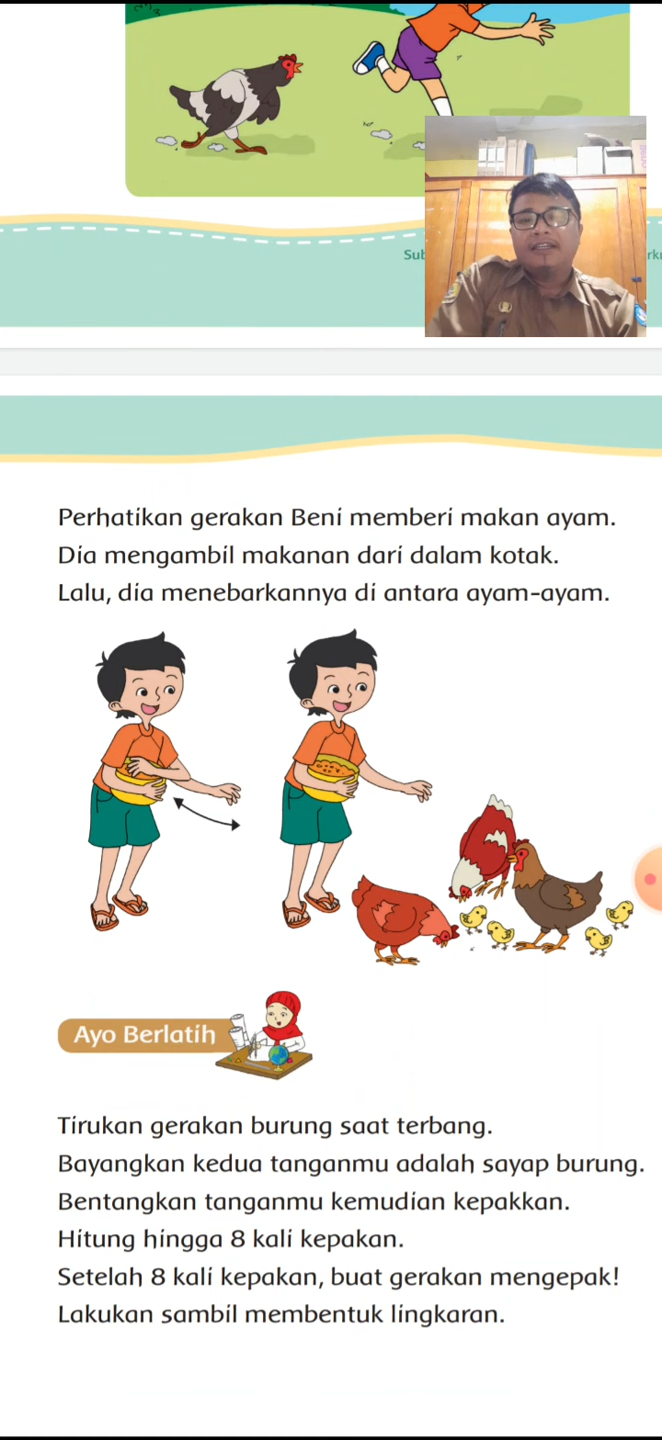 Perhatikan gerakan Beni memberi makan ayam.
Dia mengambil makanan dari dalam kotak.
Lalu, dia menebarkannya di antara ayam-ayam.
Ayo Berlatih
Tirukan gerakan burung saat terbang.
Bayangkan kedua tanganmu adalah sayap burung.
Bentangkan tanganmu kemudian kepakkan.
Hitung hingga 8 kali kepakan.
Setelah 8 kali kepakan, buat gerakan mengepak!
Lakukan sambil membentuk lingkaran.